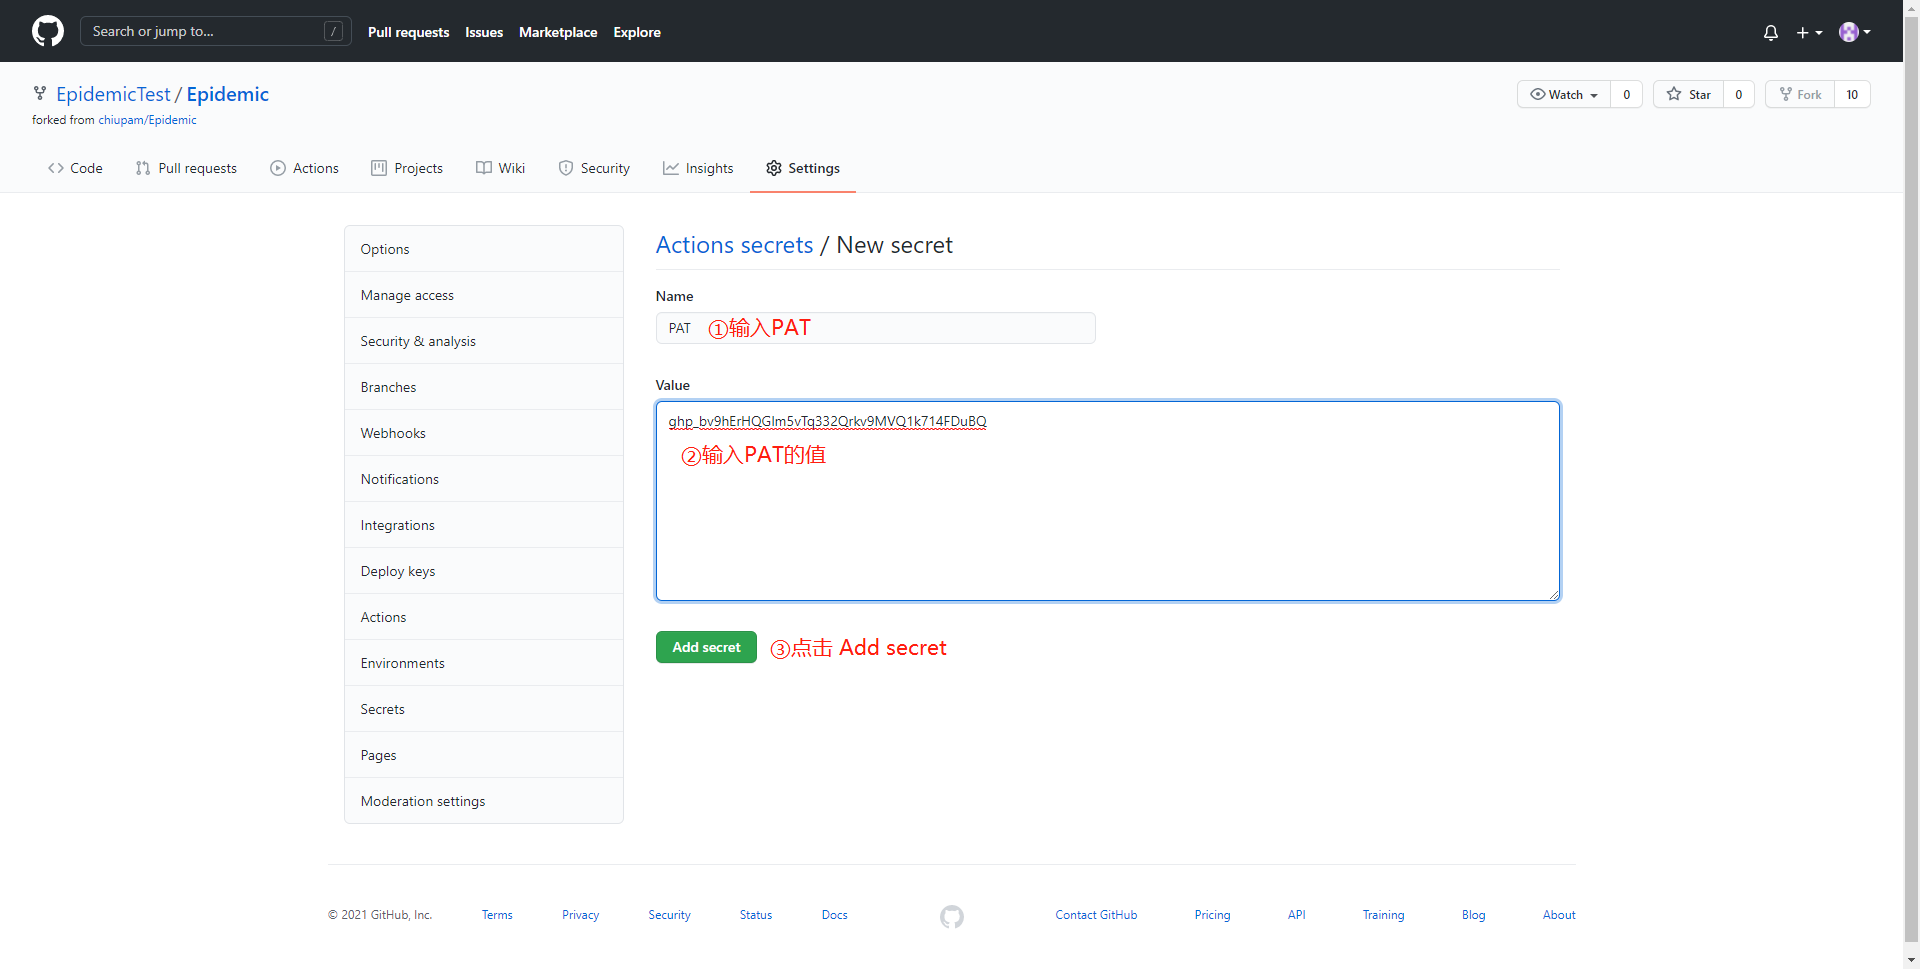 Search or jump to... /
Pull requests Issues Marketplace Explore
EpidemicTest / Epidemic
forked from chiupam/Epidemic
Watch 0 Star 0 Fork 10
Code Pull requests Actions Projects Wiki Security Insights Settings
Options
Manage access
Security & analysis
Branches
Webhooks
Notifications
Integrations
Deploy keys
Actions
Environments
Secrets
Pages
Moderation settings
Actions secrets / New secret
Name
PAT ①输入PAT
Value
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
②输入PAT的值
Add secret ③点击 Add secret
© 2021 GitHub, Inc. Terms Privacy Security Status Docs Contact GitHub Pricing API Training Blog About